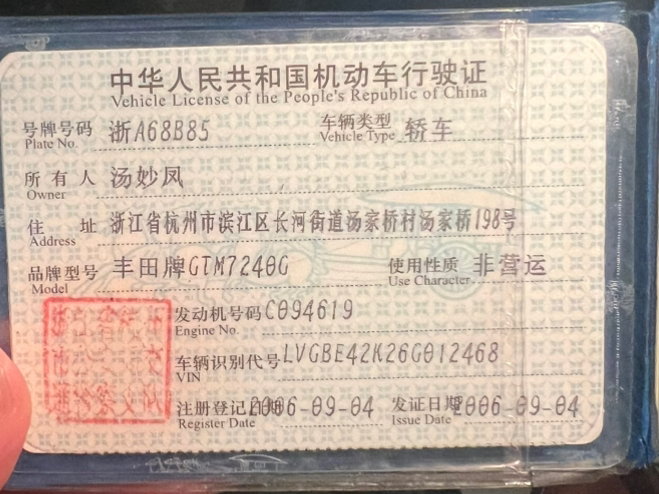 中华人民共和国机动车行驶证
Vehicle License of the People's Republic of China
号牌号码 浙A68B85 车辆类型 轿车
Plate No. Vehicle Type
所有人 汤妙凤
Owner
住址 浙江省杭州市滨江区长河街道汤家桥村汤家桥198号
Address
品牌型号 丰田牌GTM7240G 使用性质 非营运
Model Use Character
发动机号码 C094619
Engine No.
车辆识别代号 LVGBE42K26G012468
VIN
注册登记日期 2006-09-04 发证日期 2006-09-04
Register Date Issue Date